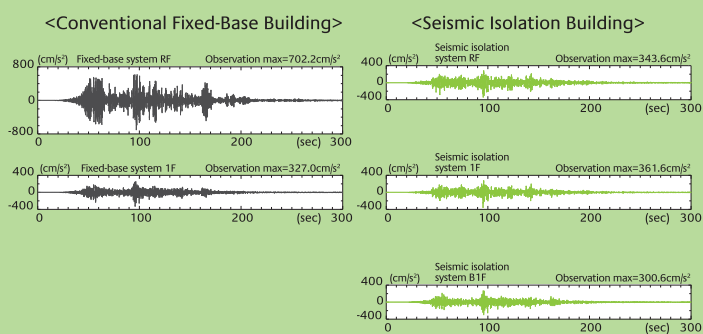 <Conventional Fixed-Base Building>
<Seismic Isolation Building>
(cm/s²) Fixed-base system RF Observation max=702.2cm/s²
800
0
-800
0 100 200 (sec) 300
(cm/s²) Fixed-base system 1F Observation max=327.0cm/s²
400
0
-400
0 100 200 (sec) 300
Seismic isolation
(cm/s²) system RF Observation max=343.6cm/s²
400
0
-400
0 100 200 (sec) 300
Seismic isolation
(cm/s²) system 1F Observation max=361.6cm/s²
400
0
-400
0 100 200 (sec) 300
Seismic isolation
(cm/s²) system B1F Observation max=300.6cm/s²
400
0
-400
0 100 200 (sec) 300